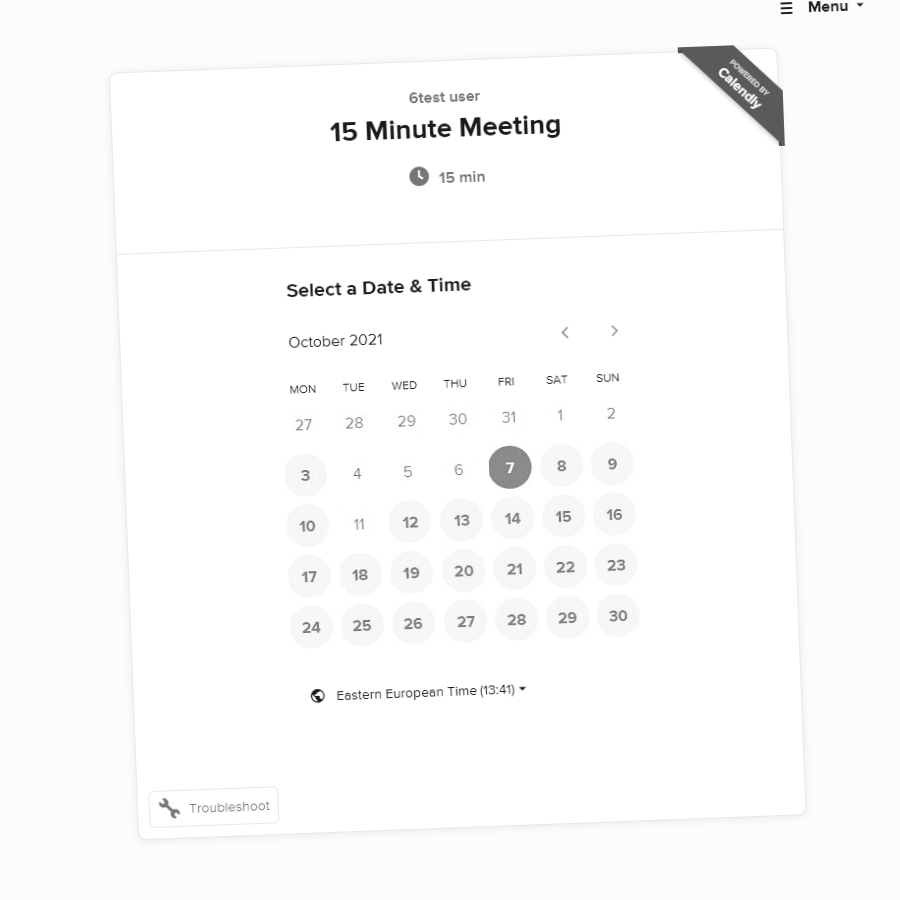 ☰ Menu
POWERED BY
Calendly
6test user
15 Minute Meeting
15 min
Select a Date & Time
October 2021
MON TUE WED THU FRI SAT SUN
27 28 29 30 31 1 2
3 4 5 6 7 8 9
10 11 12 13 14 15 16
17 18 19 20 21 22 23
24 25 26 27 28 29 30
Eastern European Time (13:41)
Troubleshoot